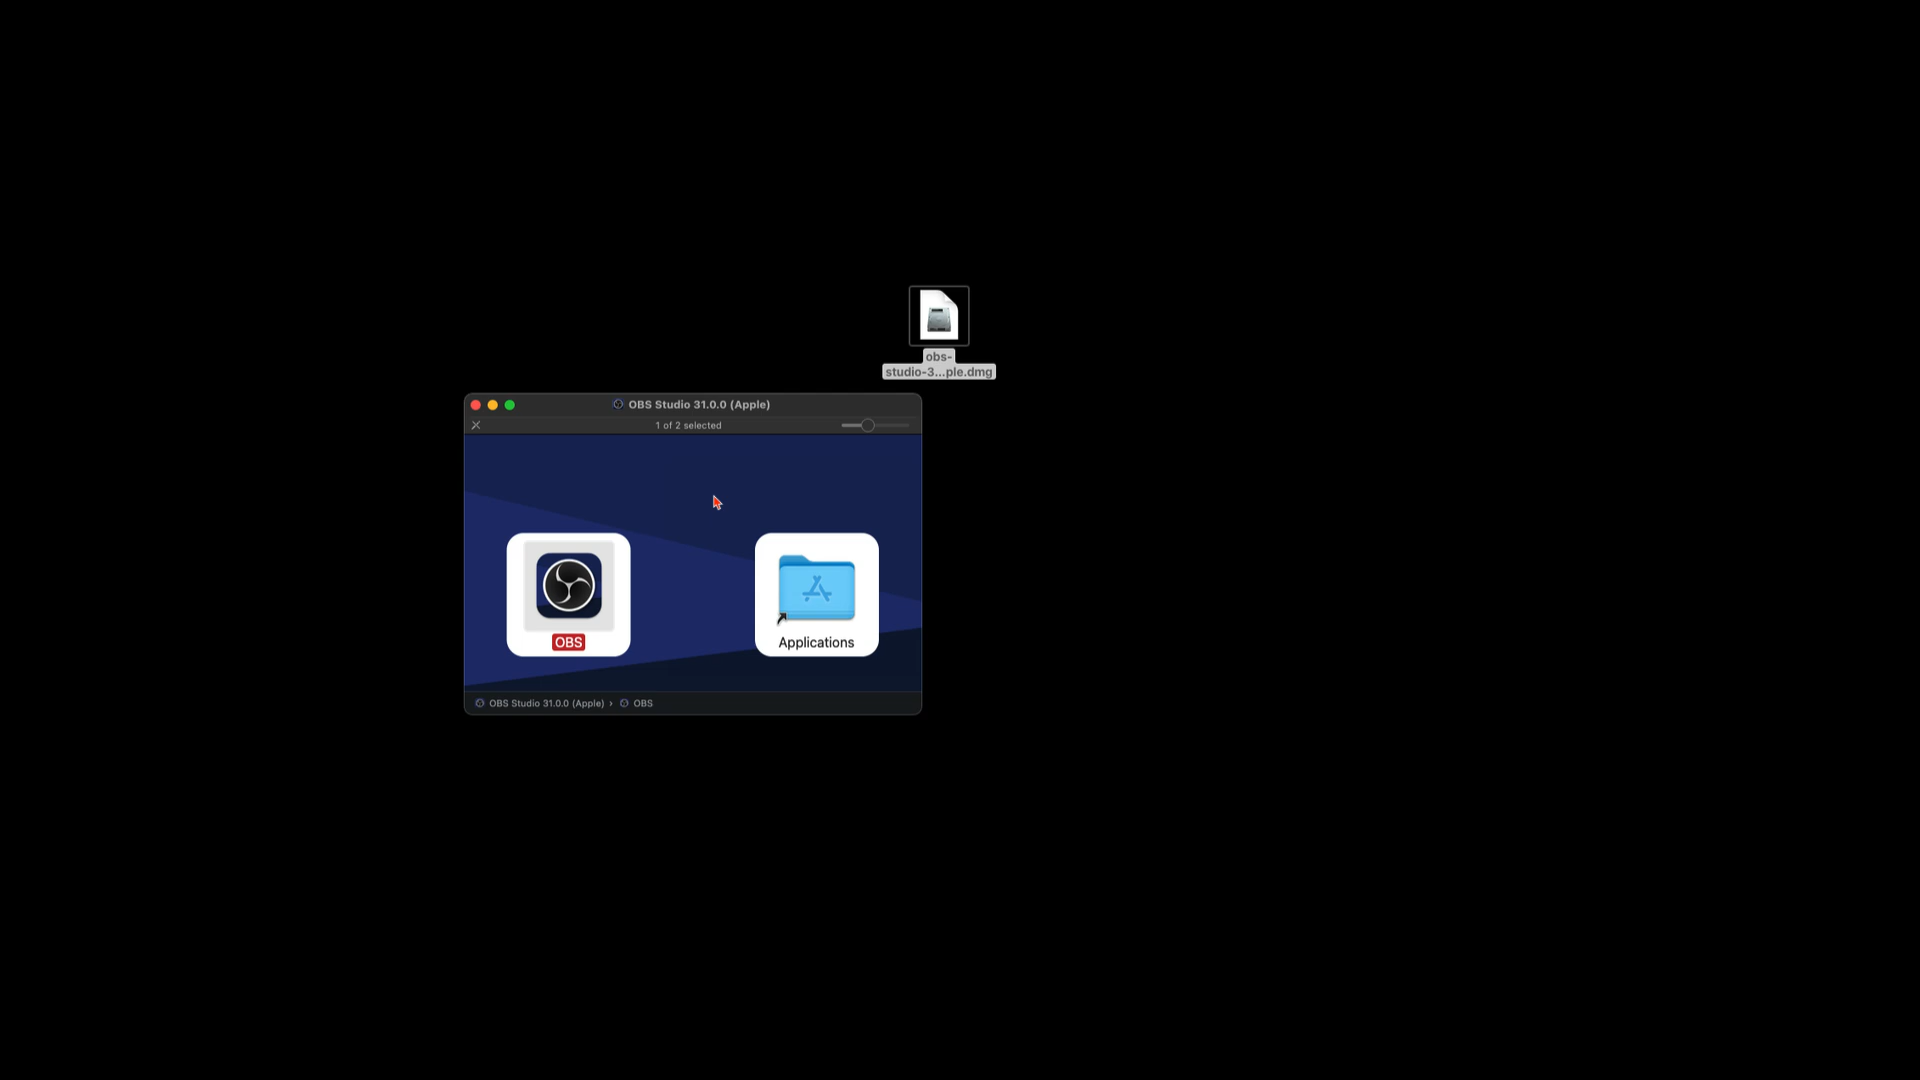 obs-
studio-3...ple.dmg
OBS Studio 31.0.0 (Apple)
1 of 2 selected
OBS
Applications
OBS Studio 31.0.0 (Apple) › OBS